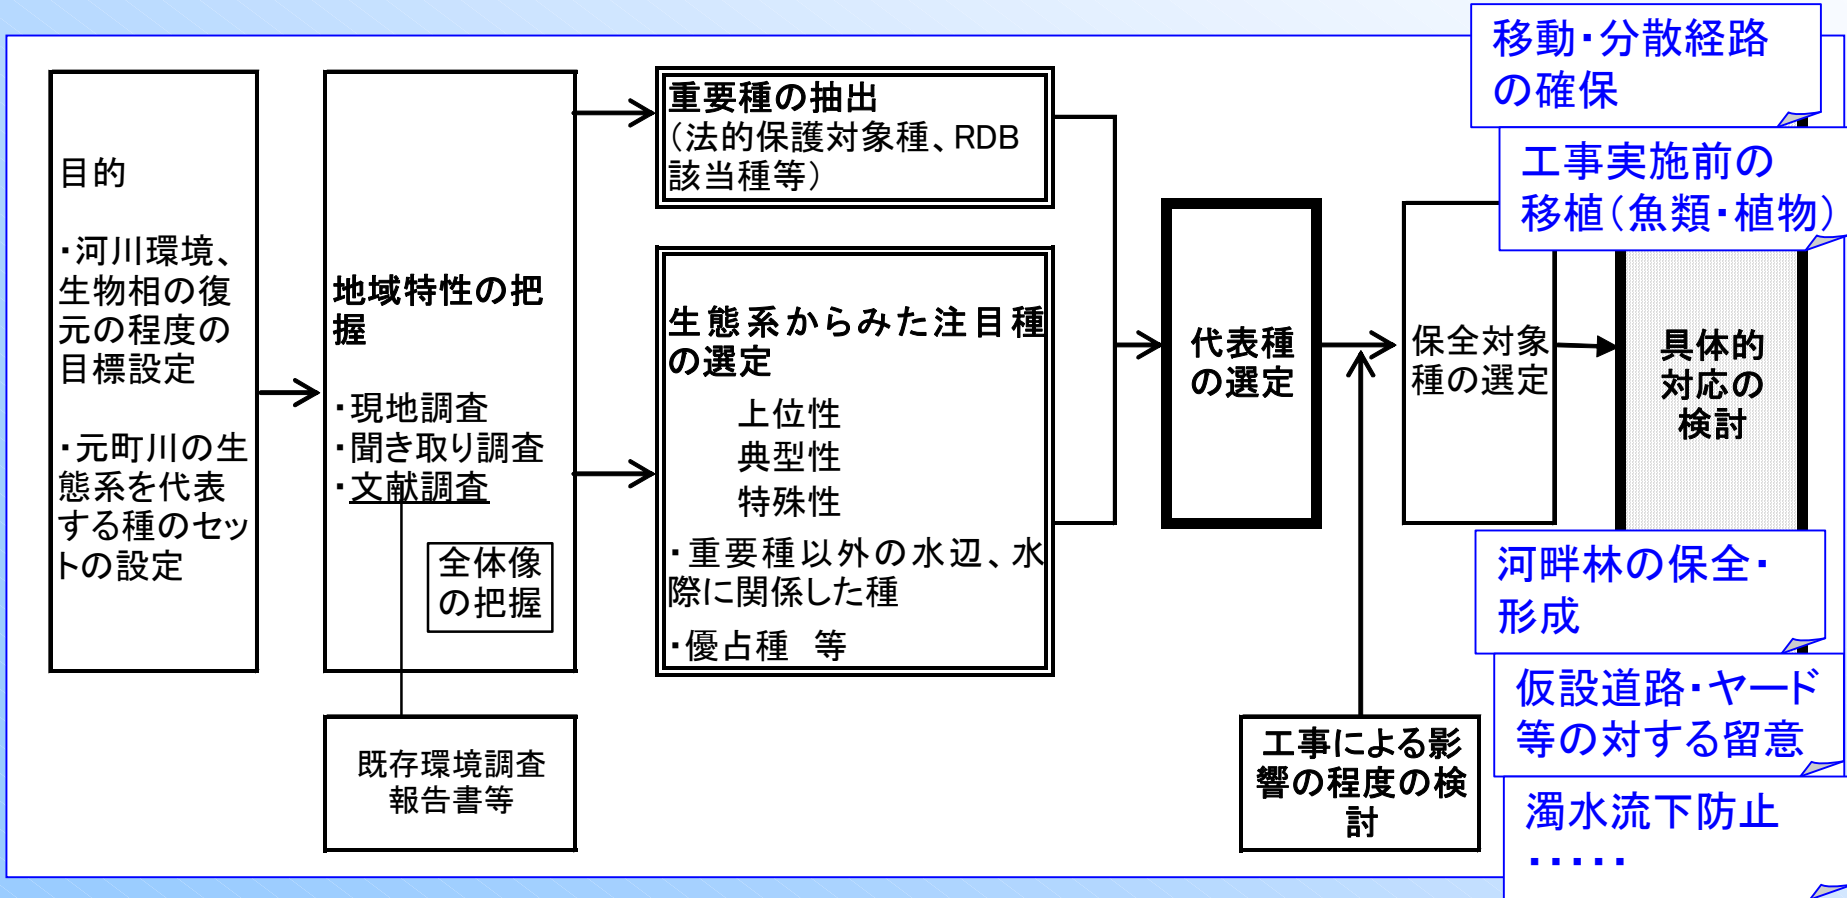 目的
・河川環境、
生物相の復
元の程度の
目標設定
・元町川の生
態系を代表
する種のセッ
トの設定
地域特性の把
握
・現地調査
・聞き取り調査
・文献調査
全体像
の把握
既存環境調査
報告書等
重要種の抽出
（法的保護対象種、RDB
該当種等）
生態系からみた注目種
の選定
上位性
典型性
特殊性
・重要種以外の水辺、水
際に関係した種
・優占種　等
代表種
の選定
工事による影
響の程度の検
討
保全対象
種の選定
具体的
対応の
検討
移動・分散経路
の確保
工事実施前の
移植（魚類・植物）
河畔林の保全・
形成
仮設道路・ヤード
等の対する留意
濁水流下防止
・・・・・